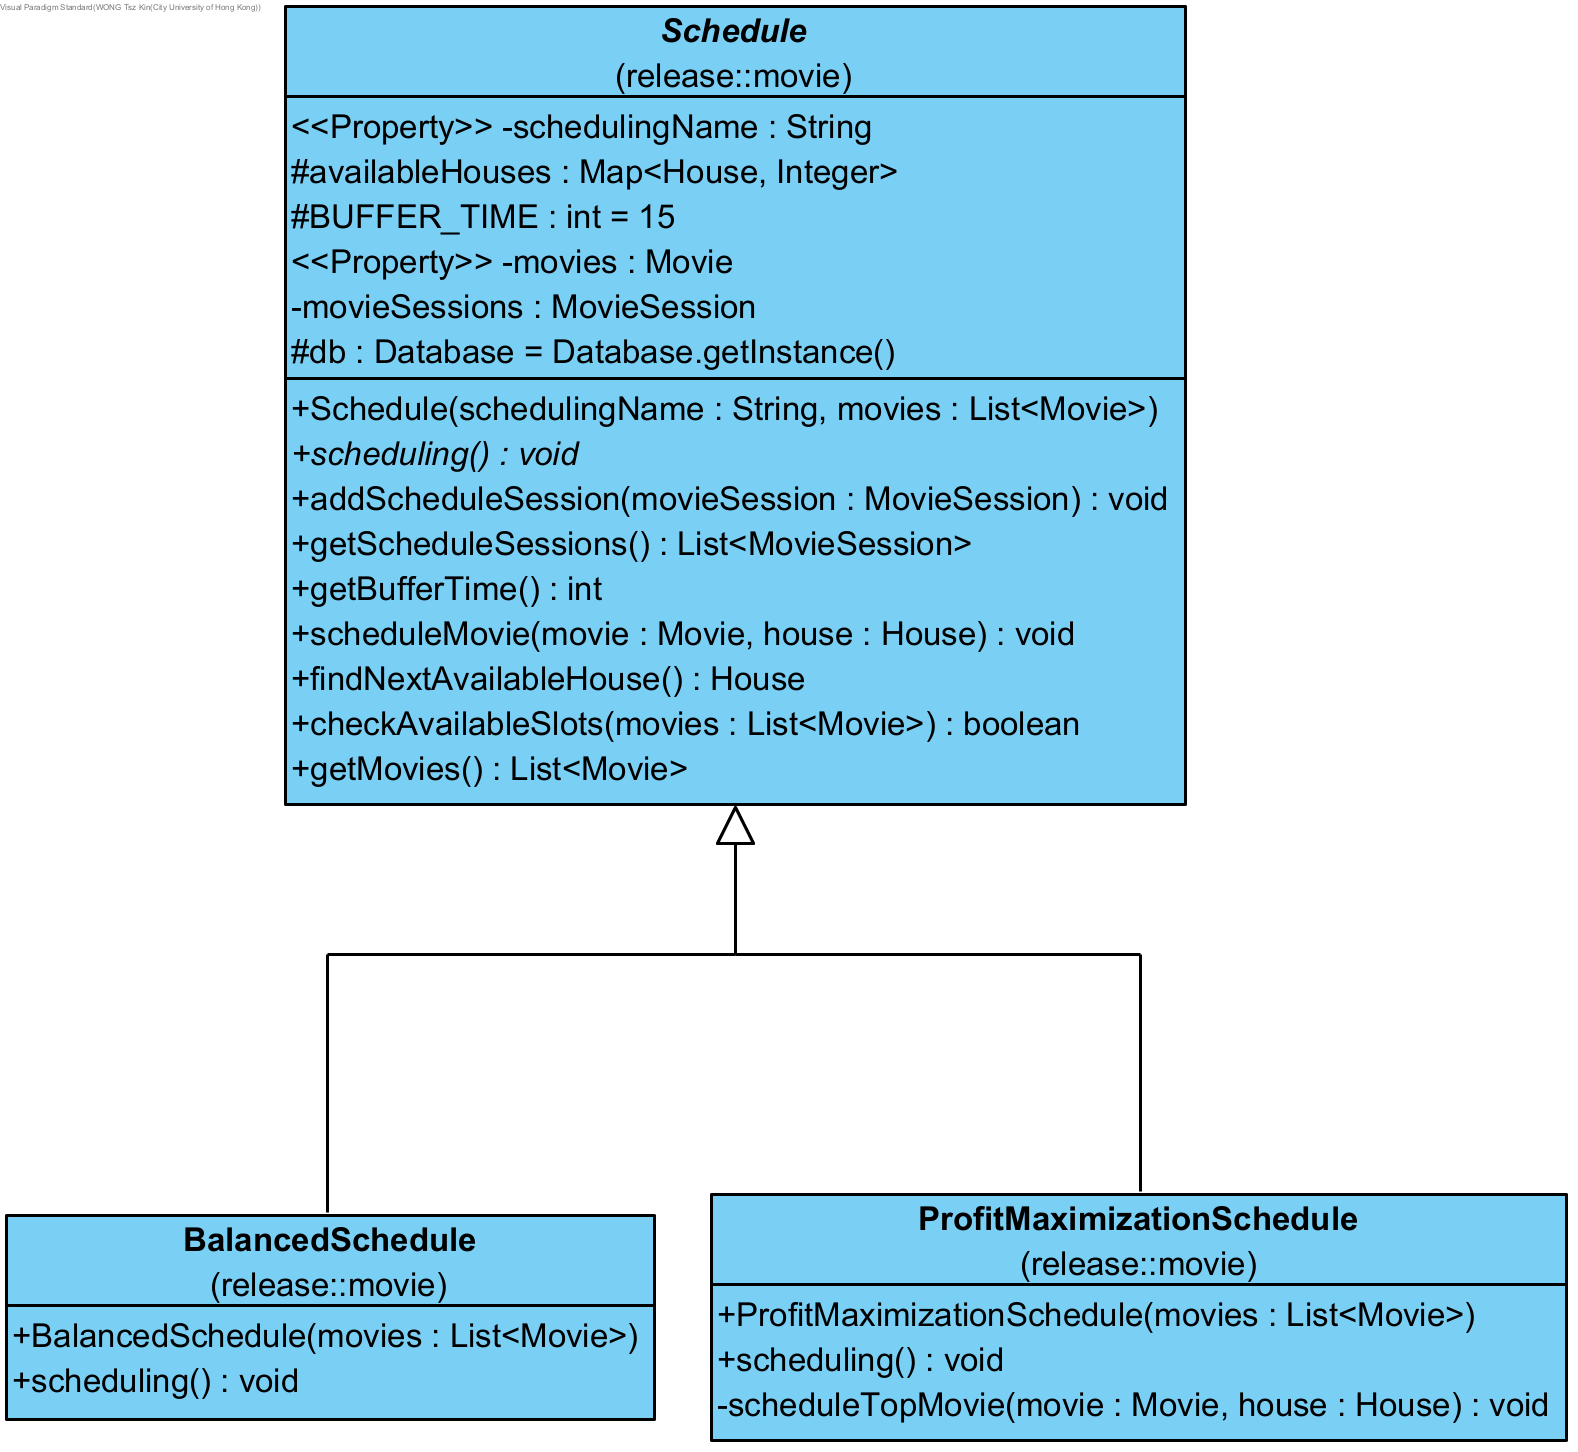 Visual Paradigm Standard(WONG Tsz Kin(City University of Hong Kong))
Schedule
(release::movie)
<<Property>> -schedulingName : String
#availableHouses : Map<House, Integer>
#BUFFER_TIME : int = 15
<<Property>> -movies : Movie
-movieSessions : MovieSession
#db : Database = Database.getInstance()
+Schedule(schedulingName : String, movies : List<Movie>)
+scheduling() : void
+addScheduleSession(movieSession : MovieSession) : void
+getScheduleSessions() : List<MovieSession>
+getBufferTime() : int
+scheduleMovie(movie : Movie, house : House) : void
+findNextAvailableHouse() : House
+checkAvailableSlots(movies : List<Movie>) : boolean
+getMovies() : List<Movie>
BalancedSchedule
(release::movie)
+BalancedSchedule(movies : List<Movie>)
+scheduling() : void
ProfitMaximizationSchedule
(release::movie)
+ProfitMaximizationSchedule(movies : List<Movie>)
+scheduling() : void
-scheduleTopMovie(movie : Movie, house : House) : void